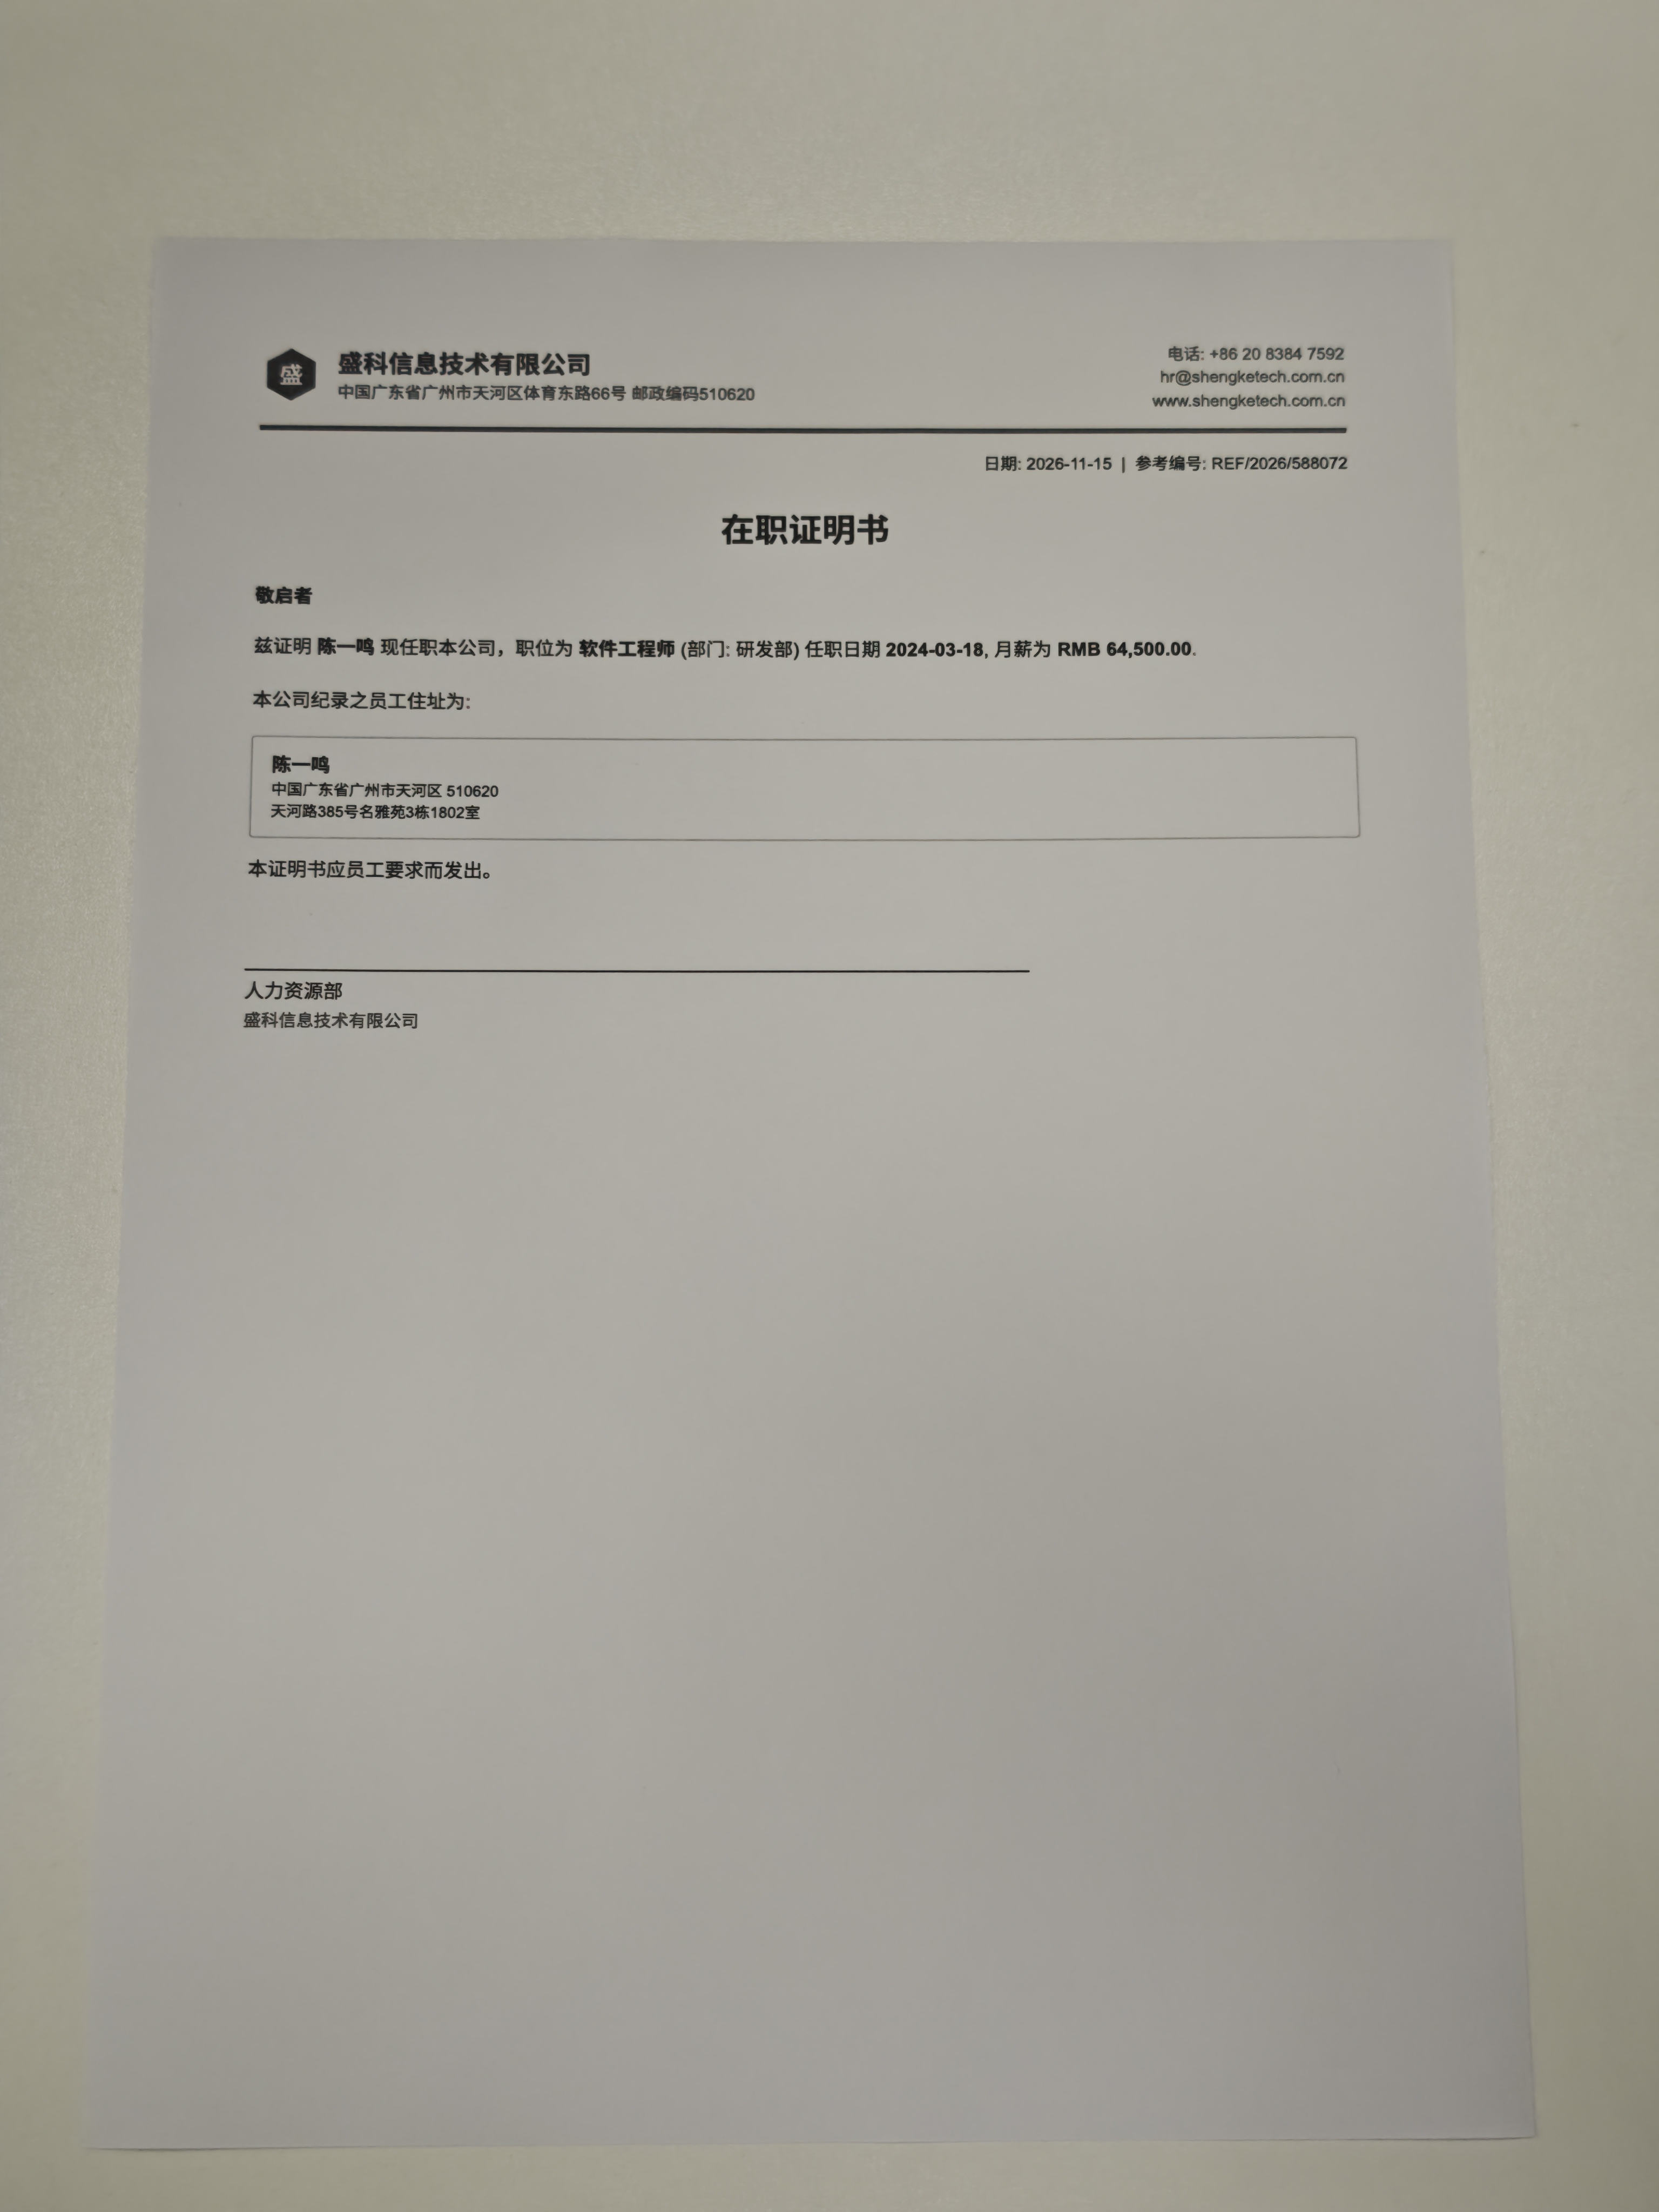 盛
盛科信息技术有限公司
中国广东省广州市天河区体育东路66号 邮政编码510620
电话: +86 20 8384 7592
hr@shengketech.com.cn
www.shengketech.com.cn
日期: 2026-11-15 | 参考编号: REF/2026/588072
在职证明书
敬启者
兹证明 陈一鸣 现任职本公司，职位为 软件工程师 (部门: 研发部) 任职日期 2024-03-18, 月薪为 RMB 64,500.00.
本公司纪录之员工住址为:
陈一鸣
中国广东省广州市天河区 510620
天河路385号名雅苑3栋1802室
本证明书应员工要求而发出。
人力资源部
盛科信息技术有限公司